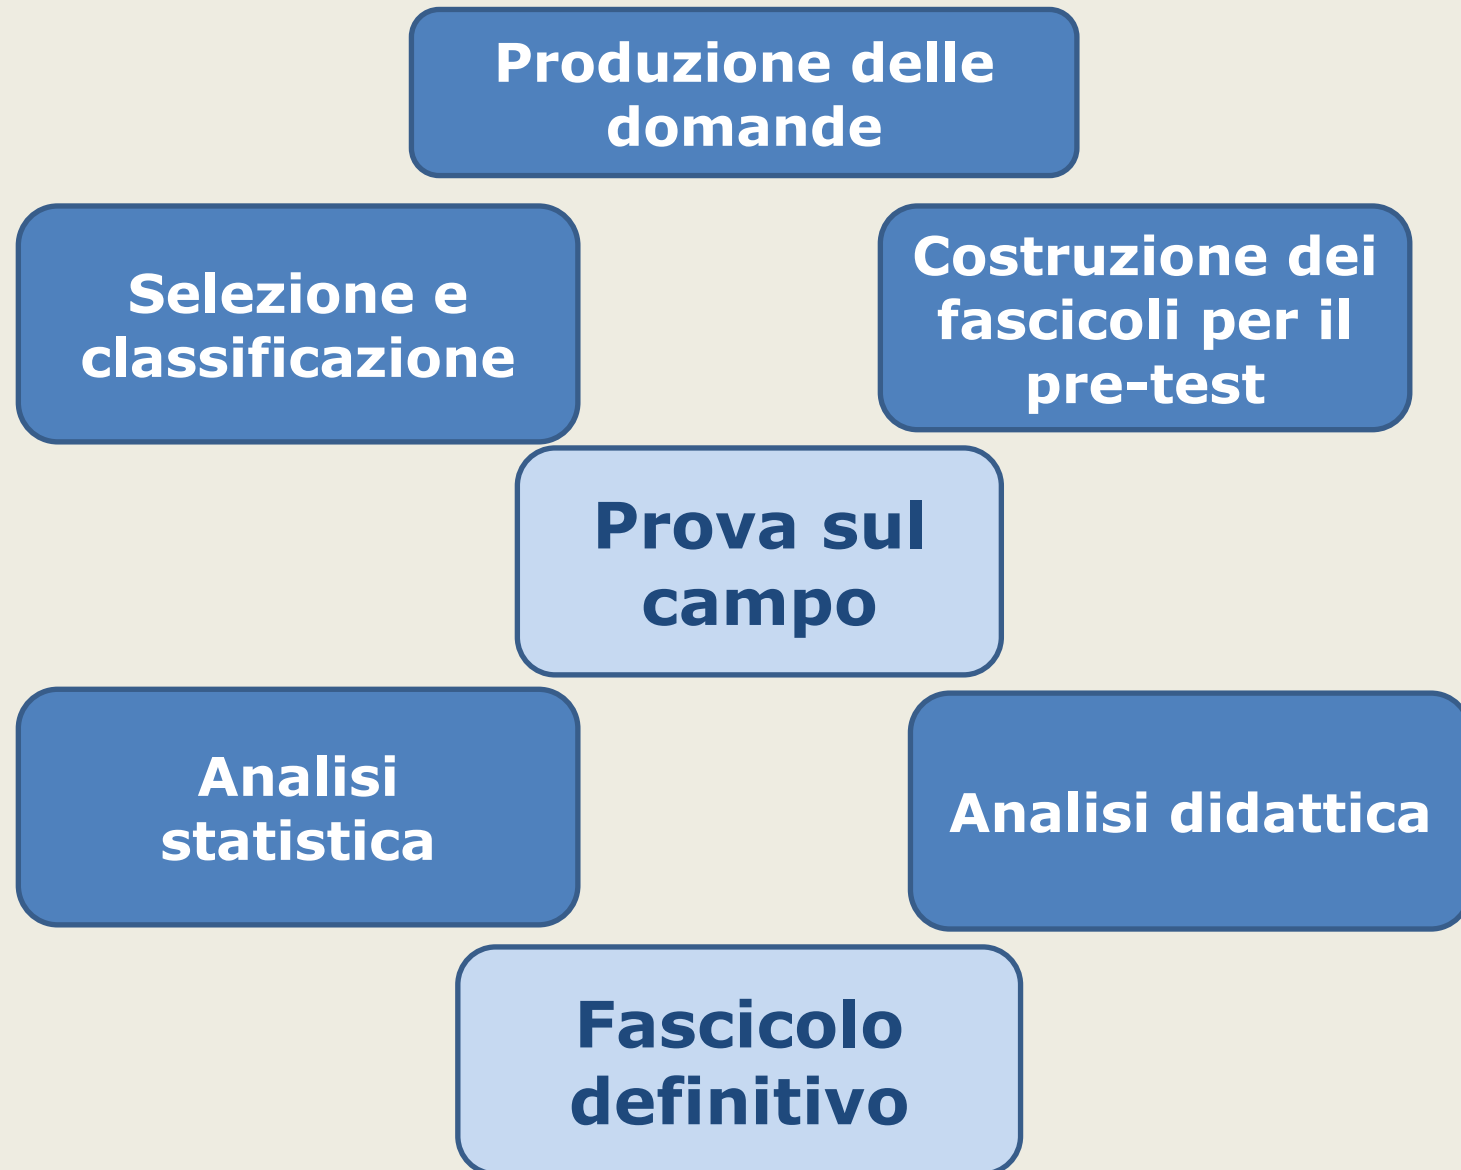 Produzione delle
domande
Selezione e
classificazione
Costruzione dei
fascicoli per il
pre-test
Prova sul
campo
Analisi
statistica
Analisi didattica
Fascicolo
definitivo